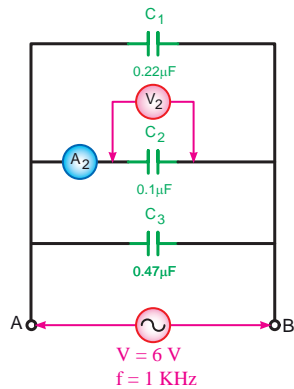 C1
0.22μF
V2
A2
C2
0.1μF
C3
0.47μF
A
B
V = 6 V
f = 1 KHz